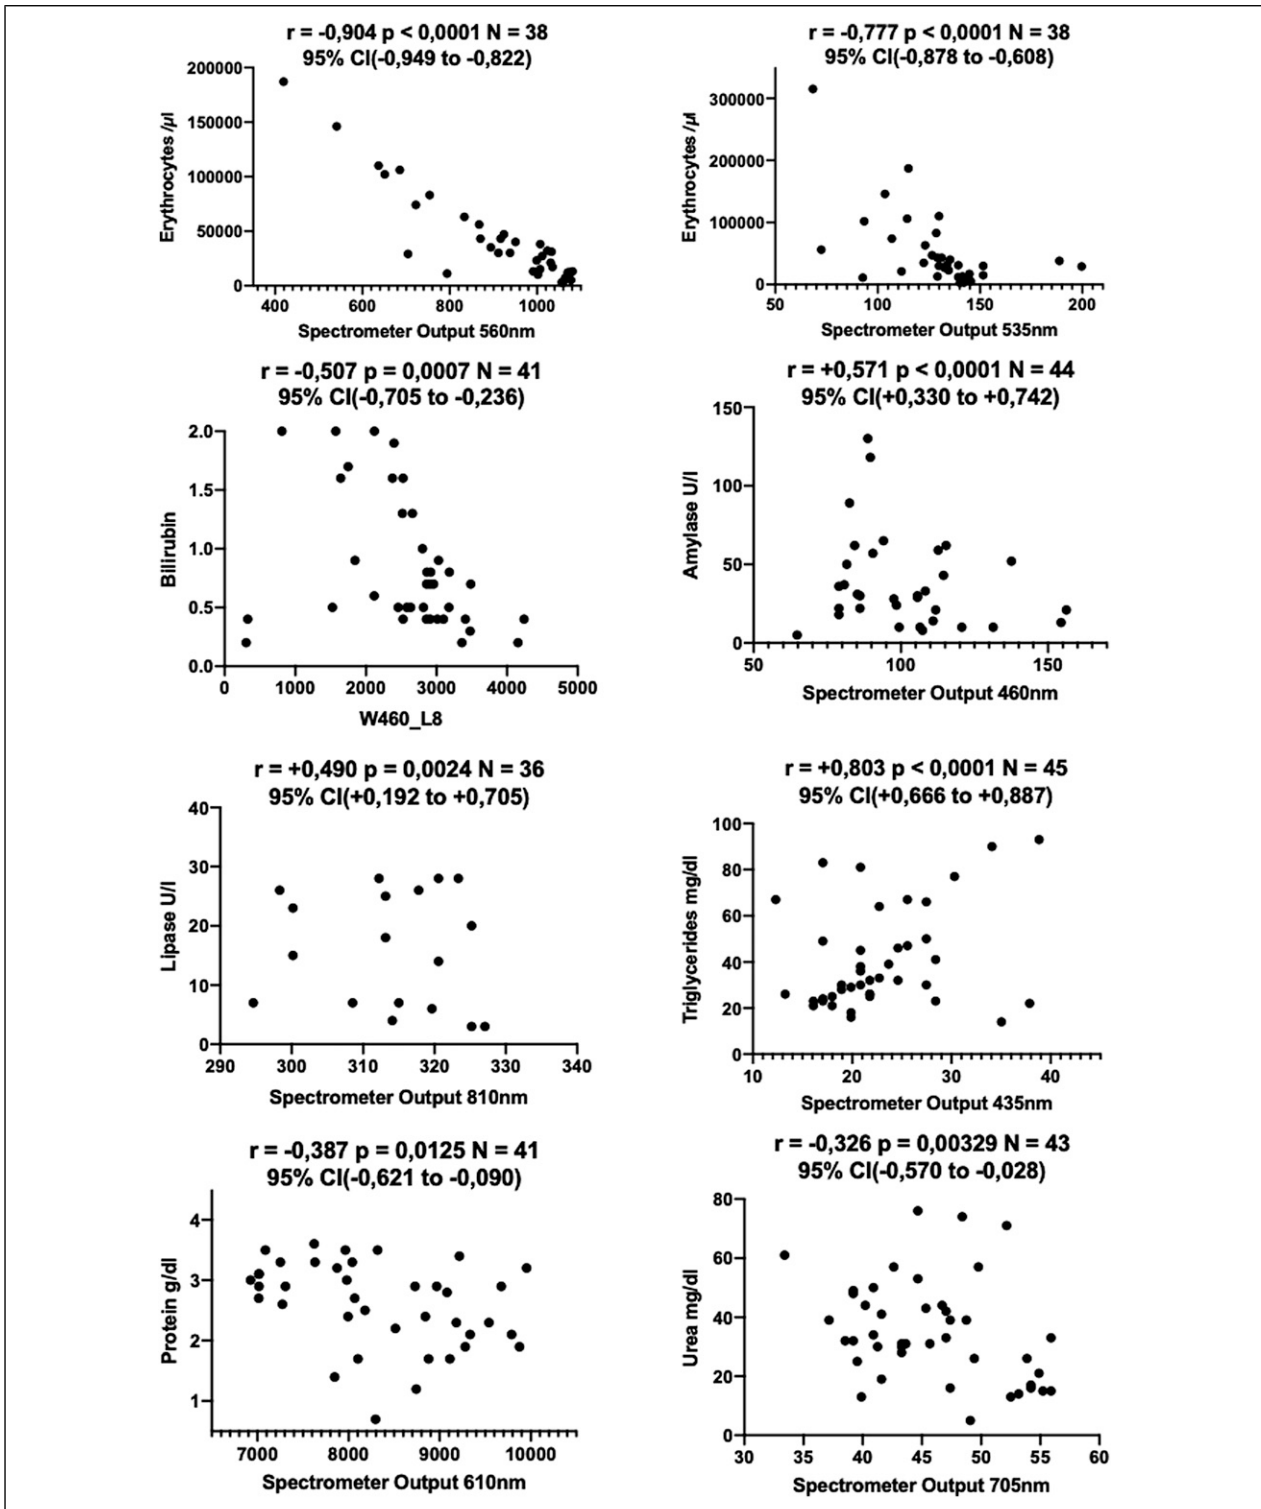 r = -0,904 p < 0,0001 N = 38
95% CI(-0,949 to -0,822)
200000
150000
100000
50000
0
Erythrocytes /µl
400 600 800 1000
Spectrometer Output 560nm
r = -0,777 p < 0,0001 N = 38
95% CI(-0,878 to -0,608)
300000
200000
100000
0
Erythrocytes /µl
50 100 150 200
Spectrometer Output 535nm
r = -0,507 p = 0,0007 N = 41
95% CI(-0,705 to -0,236)
2.0
1.5
1.0
0.5
0.0
Bilirubin
0 1000 2000 3000 4000 5000
W460_L8
r = +0,571 p < 0,0001 N = 44
95% CI(+0,330 to +0,742)
150
100
50
0
Amylase U/l
50 100 150
Spectrometer Output 460nm
r = +0,490 p = 0,0024 N = 36
95% CI(+0,192 to +0,705)
40
30
20
10
0
Lipase U/l
290 300 310 320 330 340
Spectrometer Output 810nm
r = +0,803 p < 0,0001 N = 45
95% CI(+0,666 to +0,887)
100
80
60
40
20
0
Triglycerides mg/dl
10 20 30 40
Spectrometer Output 435nm
r = -0,387 p = 0,0125 N = 41
95% CI(-0,621 to -0,090)
4
3
2
1
Protein g/dl
7000 8000 9000 10000
Spectrometer Output 610nm
r = -0,326 p = 0,00329 N = 43
95% CI(-0,570 to -0,028)
80
60
40
20
0
Urea mg/dl
30 35 40 45 50 55 60
Spectrometer Output 705nm